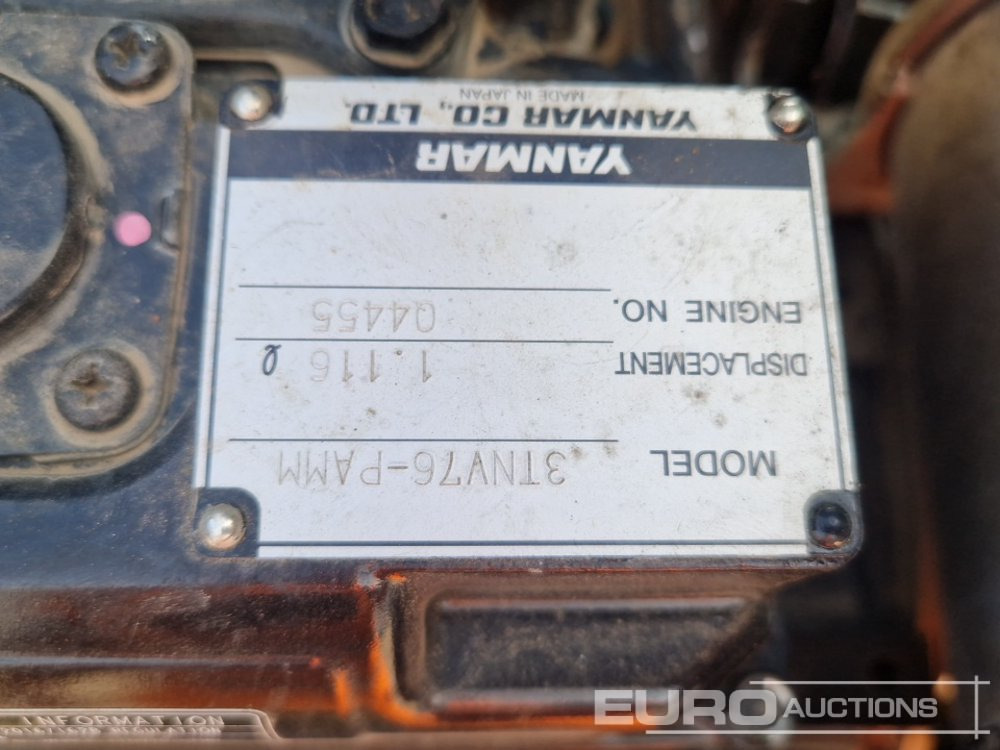 MODEL 3TNV76-PAMM
DISPLACEMENT 1.116 ℓ
ENGINE NO. Q4455
YANMAR
YANMAR CO., LTD.
MADE IN JAPAN
INFORMATION
EURO AUCTIONS